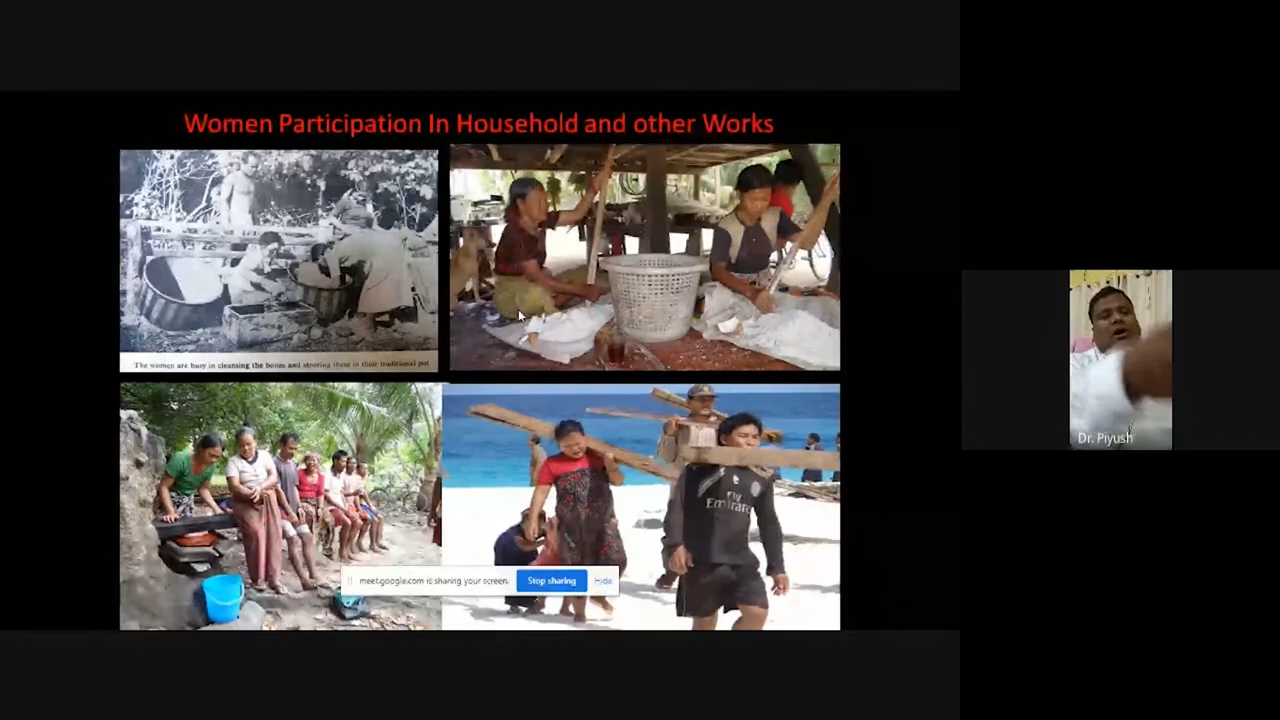 Women Participation In Household and other Works
The women are busy in cleansing the bones and stroring these in their traditional pot
Fly
Emirates
meet.google.com is sharing your screen.
Stop sharing
Hide
Dr. Piyush